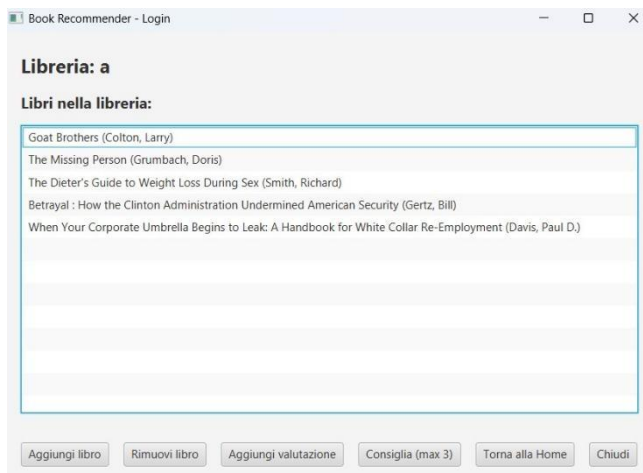 Book Recommender - Login
Libreria: a
Libri nella libreria:
Goat Brothers (Colton, Larry)
The Missing Person (Grumbach, Doris)
The Dieter's Guide to Weight Loss During Sex (Smith, Richard)
Betrayal : How the Clinton Administration Undermined American Security (Gertz, Bill)
When Your Corporate Umbrella Begins to Leak: A Handbook for White Collar Re-Employment (Davis, Paul D.)
Aggiungi libro Rimuovi libro Aggiungi valutazione Consiglia (max 3) Torna alla Home Chiudi